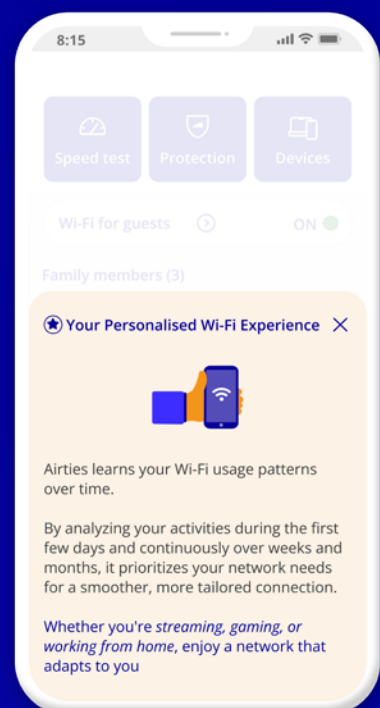 8:15
Speed test Protection Devices
Wi-Fi for guests ON
Family members (3)
Your Personalised Wi-Fi Experience
Airties learns your Wi-Fi usage patterns
over time.
By analyzing your activities during the first
few days and continuously over weeks and
months, it prioritizes your network needs
for a smoother, more tailored connection.
Whether you're streaming, gaming, or
working from home, enjoy a network that
adapts to you